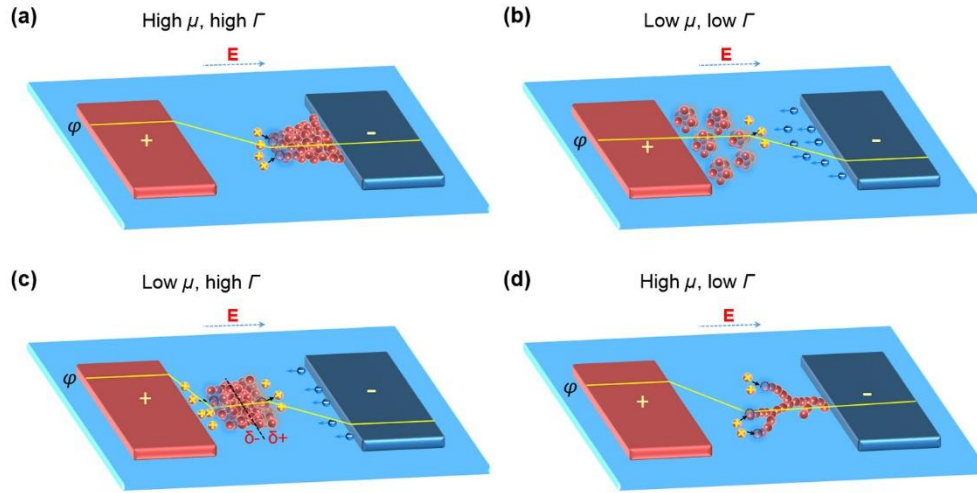 (a)
High μ, high Γ
E
φ
+
-
(b)
Low μ, low Γ
E
φ
+
-
(c)
Low μ, high Γ
E
φ
+
δ- δ+
-
(d)
High μ, low Γ
E
φ
+
-